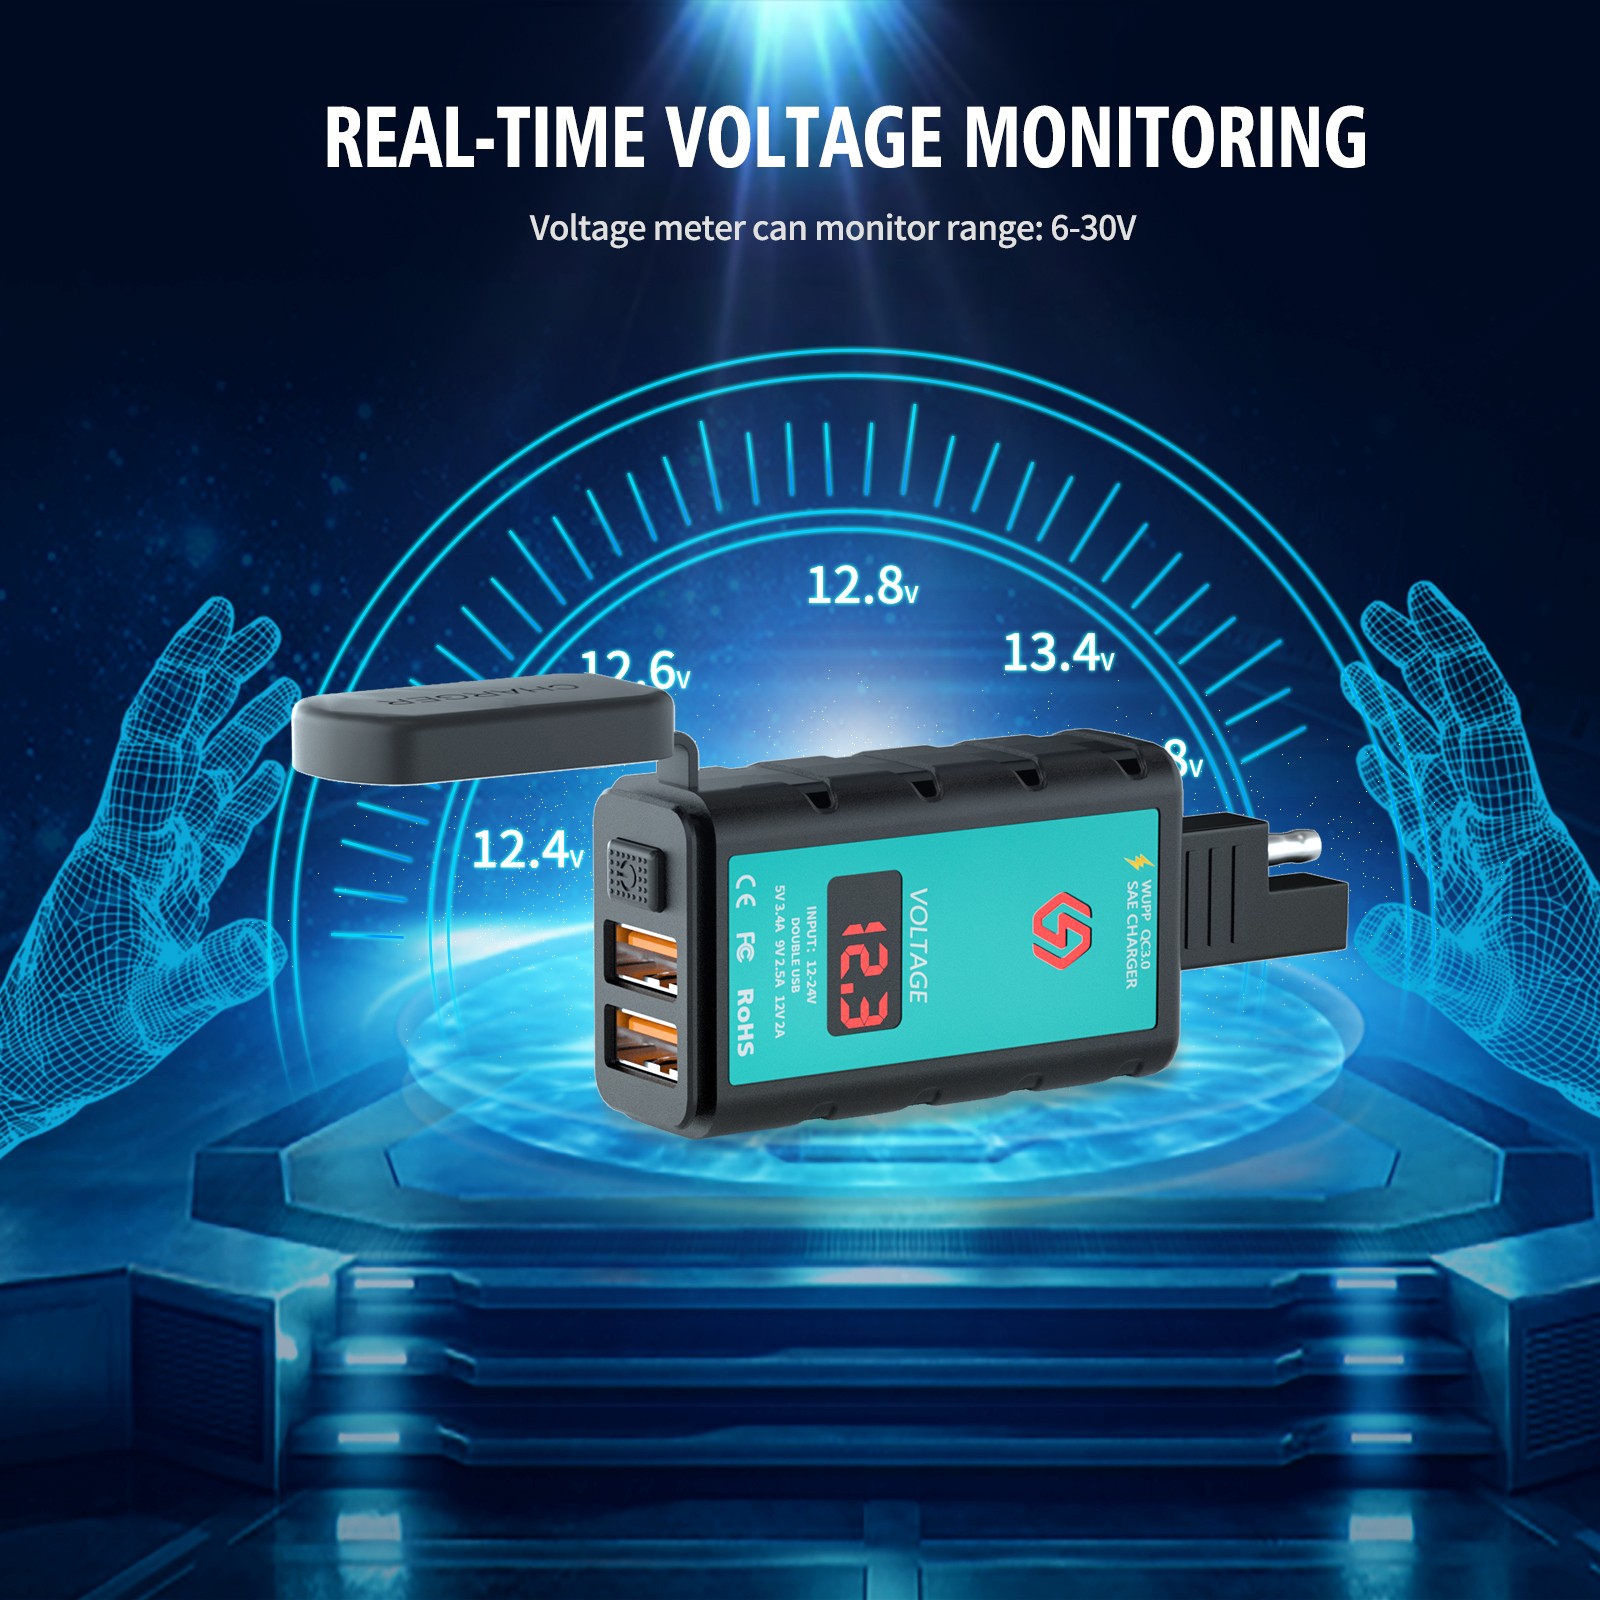 REAL-TIME VOLTAGE MONITORING
Voltage meter can monitor range: 6-30V
12.8V
13.4V
12.6V
8V
12.4V
CHARGER
WUPP QC3.0
SAE CHARGER
VOLTAGE
12.3
INPUT: 12-24V
DOUBLE USB
5V3.4A 9V2.5A 12V2A
CE FC RoHS